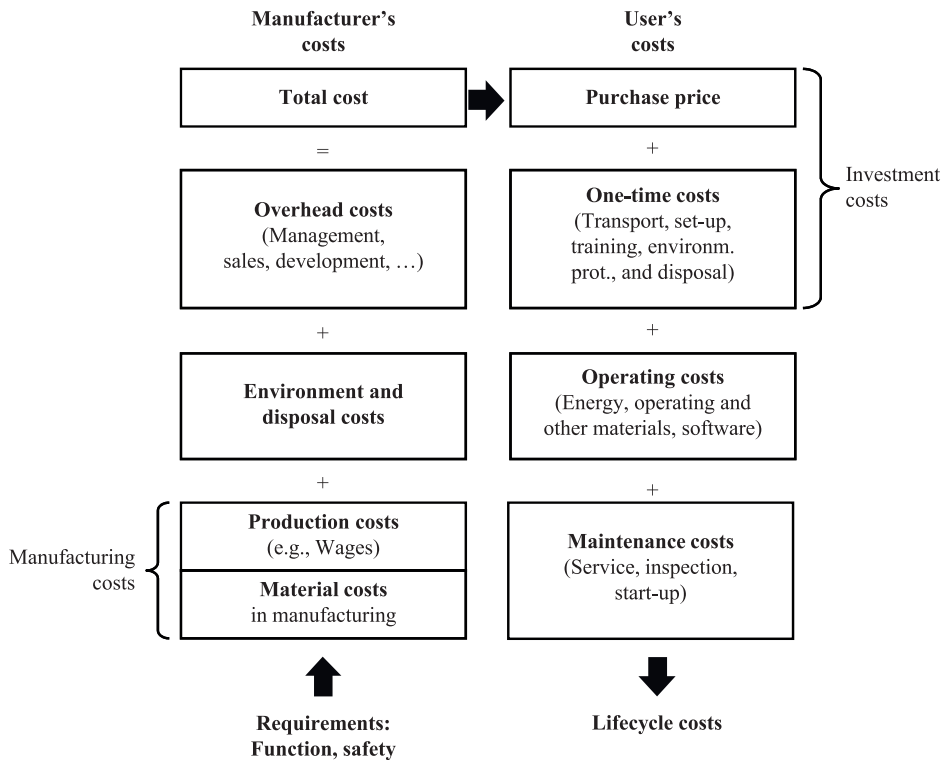 Manufacturer’s
costs
Total cost
=
Overhead costs
(Management,
sales, development, …)
+
Environment and
disposal costs
+
Manufacturing
costs
Production costs
(e.g., Wages)
Material costs
in manufacturing
Requirements:
Function, safety
User’s
costs
Purchase price
+
One-time costs
(Transport, set-up,
training, environm.
prot., and disposal)
Investment
costs
+
Operating costs
(Energy, operating and
other materials, software)
+
Maintenance costs
(Service, inspection,
start-up)
Lifecycle costs